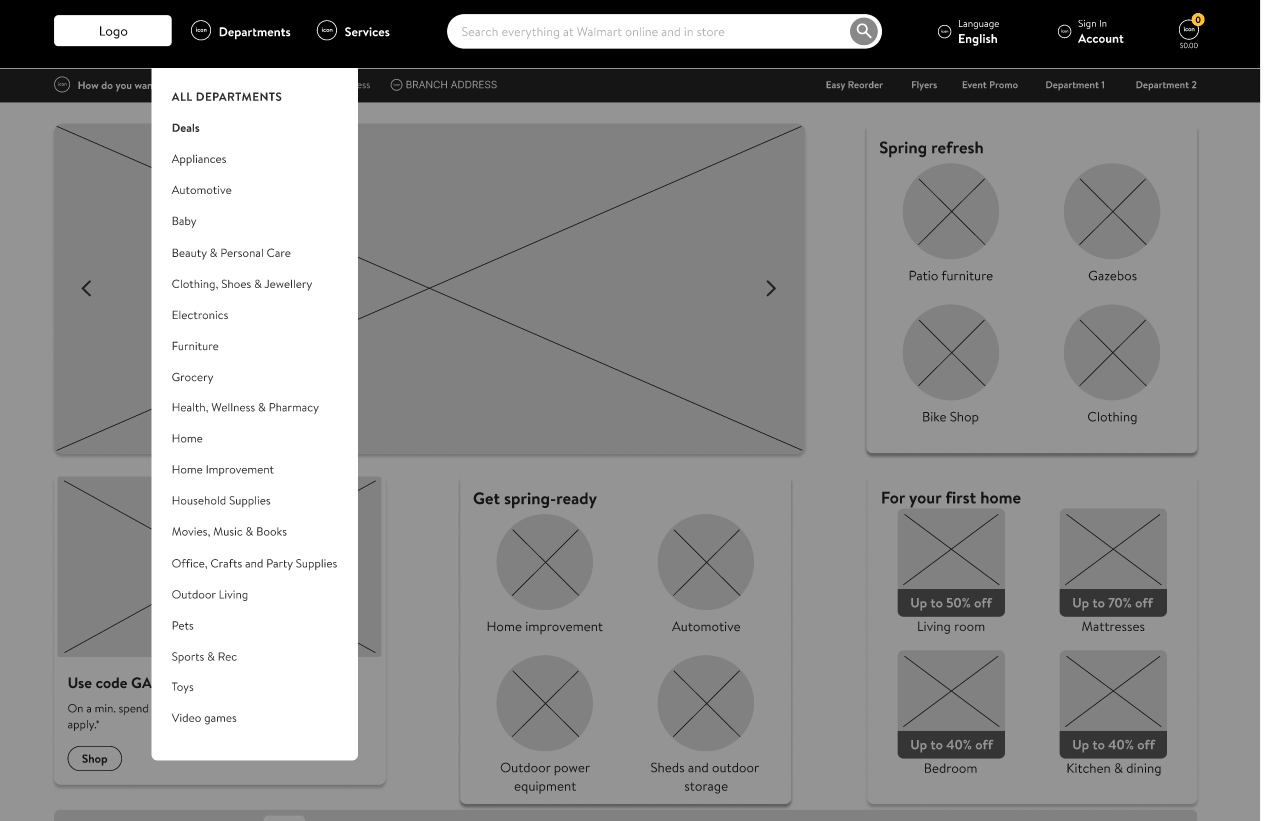 Logo
icon
Departments
icon
Services
Search everything at Walmart online and in store
icon
Language
English
icon
Sign In
Account
icon
0
$0.00
icon
How do you
BRANCH ADDRESS
Easy Reorder
Flyers
Event Promo
Department 1
Department 2
ALL DEPARTMENTS
Deals
Appliances
Automotive
Baby
Beauty & Personal Care
Clothing, Shoes & Jewellery
Electronics
Furniture
Grocery
Health, Wellness & Pharmacy
Home
Home Improvement
Household Supplies
Movies, Music & Books
Office, Crafts and Party Supplies
Outdoor Living
Pets
Sports & Rec
Toys
Video games
Spring refresh
Patio furniture
Gazebos
Bike Shop
Clothing
Use code
On a min. spend
apply.*
Shop
Get spring-ready
Home improvement
Automotive
Outdoor power
equipment
Sheds and outdoor
storage
For your first home
Up to 50% off
Living room
Up to 70% off
Mattresses
Up to 40% off
Bedroom
Up to 40% off
Kitchen & dining